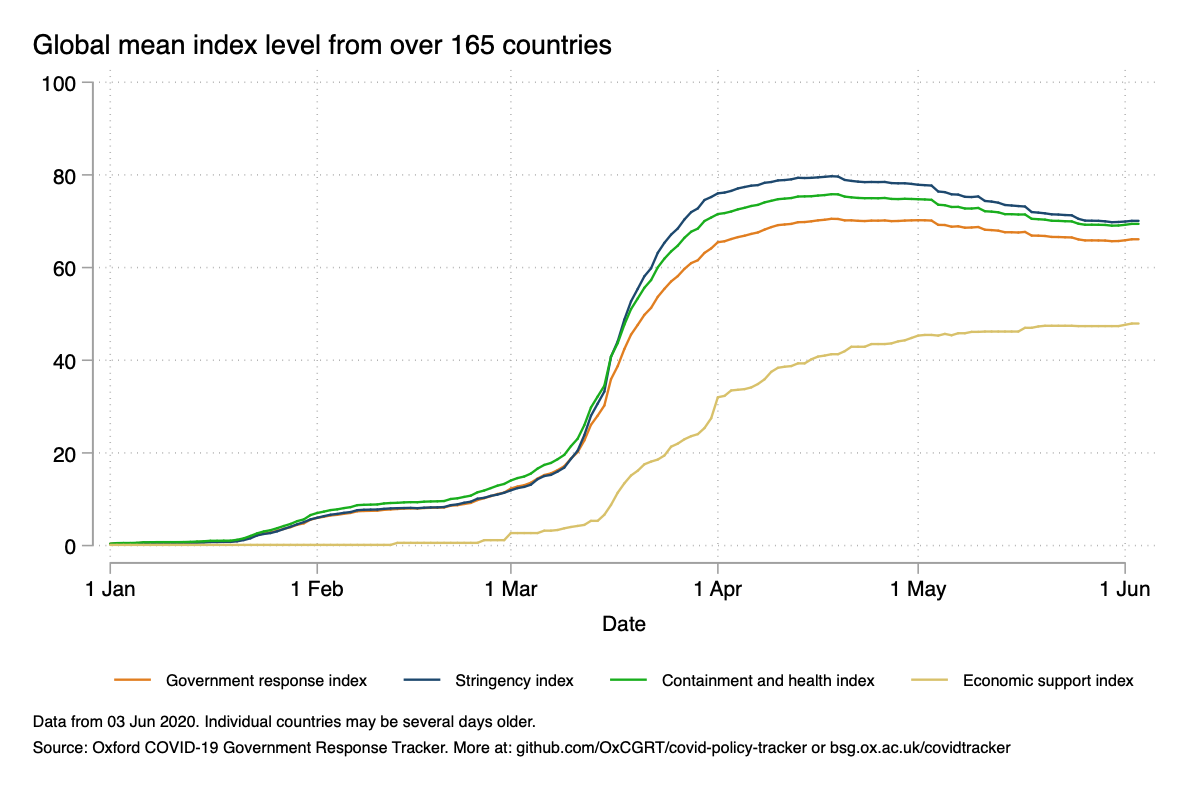 Global mean index level from over 165 countries
100
80
60
40
20
0
1 Jan 1 Feb 1 Mar 1 Apr 1 May 1 Jun
Date
Government response index Stringency index Containment and health index Economic support index
Data from 03 Jun 2020. Individual countries may be several days older.
Source: Oxford COVID-19 Government Response Tracker. More at: github.com/OxCGRT/covid-policy-tracker or bsg.ox.ac.uk/covidtracker